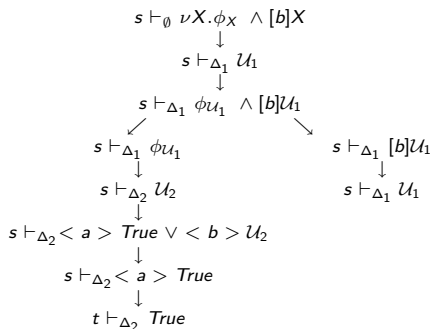 s ⊢∅ νX.ϕX ∧ [b]X
s ⊢Δ1 𝒰1
s ⊢Δ1 ϕ𝒰1 ∧ [b]𝒰1
s ⊢Δ1 ϕ𝒰1
s ⊢Δ1 [b]𝒰1
s ⊢Δ2 𝒰2
s ⊢Δ1 𝒰1
s ⊢Δ2 < a > True ∨ < b > 𝒰2
s ⊢Δ2 < a > True
t ⊢Δ2 True